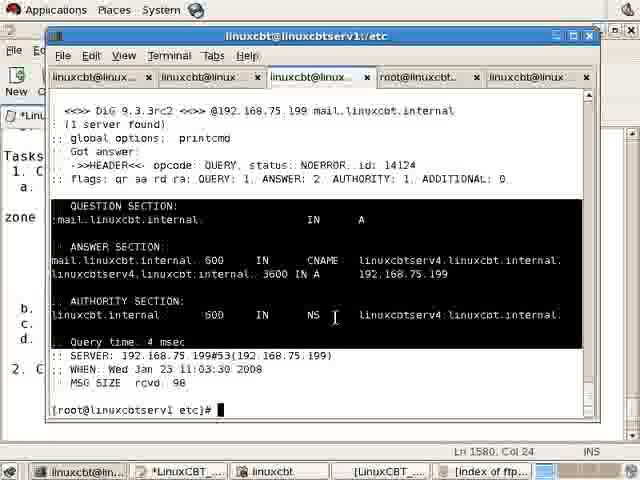 Applications Places System
linuxcbt@linuxcbtserv1:/etc
File Edit View Terminal Tabs Help
linuxcbt@linux... linuxcbt@linux... linuxcbt@linux... root@linuxcbt... linuxcbt@linux...
File
New
*Linux
Tasks
1. C
a.
zone
b.
c.
d.
2. C
<<>> DiG 9.3.3rc2 <<>> @192.168.75.199 mail.linuxcbt.internal
(1 server found)
;; global options: printcmd
Got answer:
->>HEADER<<- opcode: QUERY, status: NOERROR, id: 14124
;; flags: qr aa rd ra; QUERY: 1, ANSWER: 2, AUTHORITY: 1, ADDITIONAL: 0
QUESTION SECTION:
;mail.linuxcbt.internal. IN A
;; ANSWER SECTION:
mail.linuxcbt.internal. 600 IN CNAME linuxcbtserv4.linuxcbt.internal.
linuxcbtserv4.linuxcbt.internal. 3600 IN A 192.168.75.199
;; AUTHORITY SECTION:
linuxcbt.internal 600 IN NS linuxcbtserv4.linuxcbt.internal.
;; Query time: 4 msec
;; SERVER: 192.168.75.199#53(192.168.75.199)
;; WHEN: Wed Jan 23 11:03:30 2008
;; MSG SIZE rcvd: 98
[root@linuxcbtserv1 etc]#
Ln 1580, Col 24 INS
linuxcbt@lin... *LinuxCBT_... linuxcbt [LinuxCBT_... [Index of ftp...